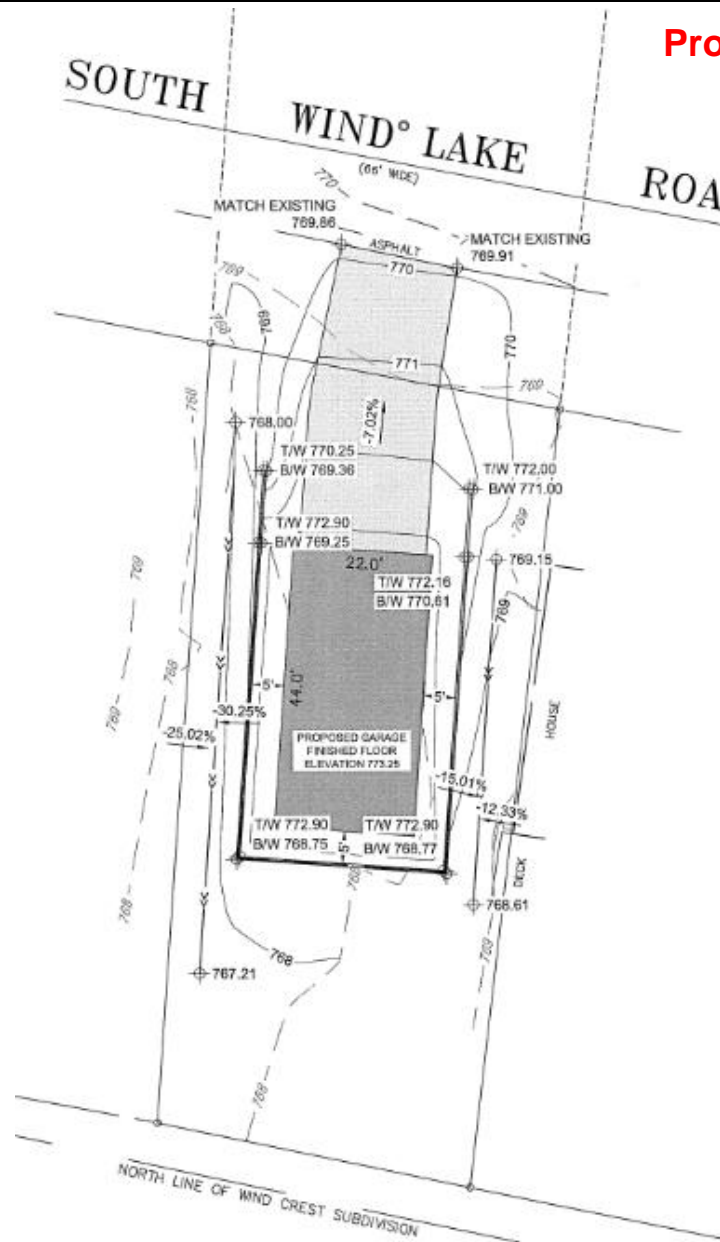 Pro
SOUTH WIND° LAKE ROA
(66' WIDE)
770
MATCH EXISTING
769.86
ASPHALT
MATCH EXISTING
769.91
770
769
769
768
770
771
769
768
-7.02%
768.00
T/W 770.25
B/W 769.36
T/W 772.00
B/W 771.00
769
T/W 772.90
B/W 769.25
22.0'
769.15
T/W 772.16
B/W 770.61
769
769
768
769
44.0'
5'
5'
-30.25%
-25.02%
HOUSE
PROPOSED GARAGE
FINISHED FLOOR
ELEVATION 773.25
-15.01%
-12.33%
T/W 772.90
B/W 768.75
T/W 772.90
B/W 768.77
5'
768
DECK
768
768.61
768
769
767.21
768
NORTH LINE OF WIND CREST SUBDIVISION